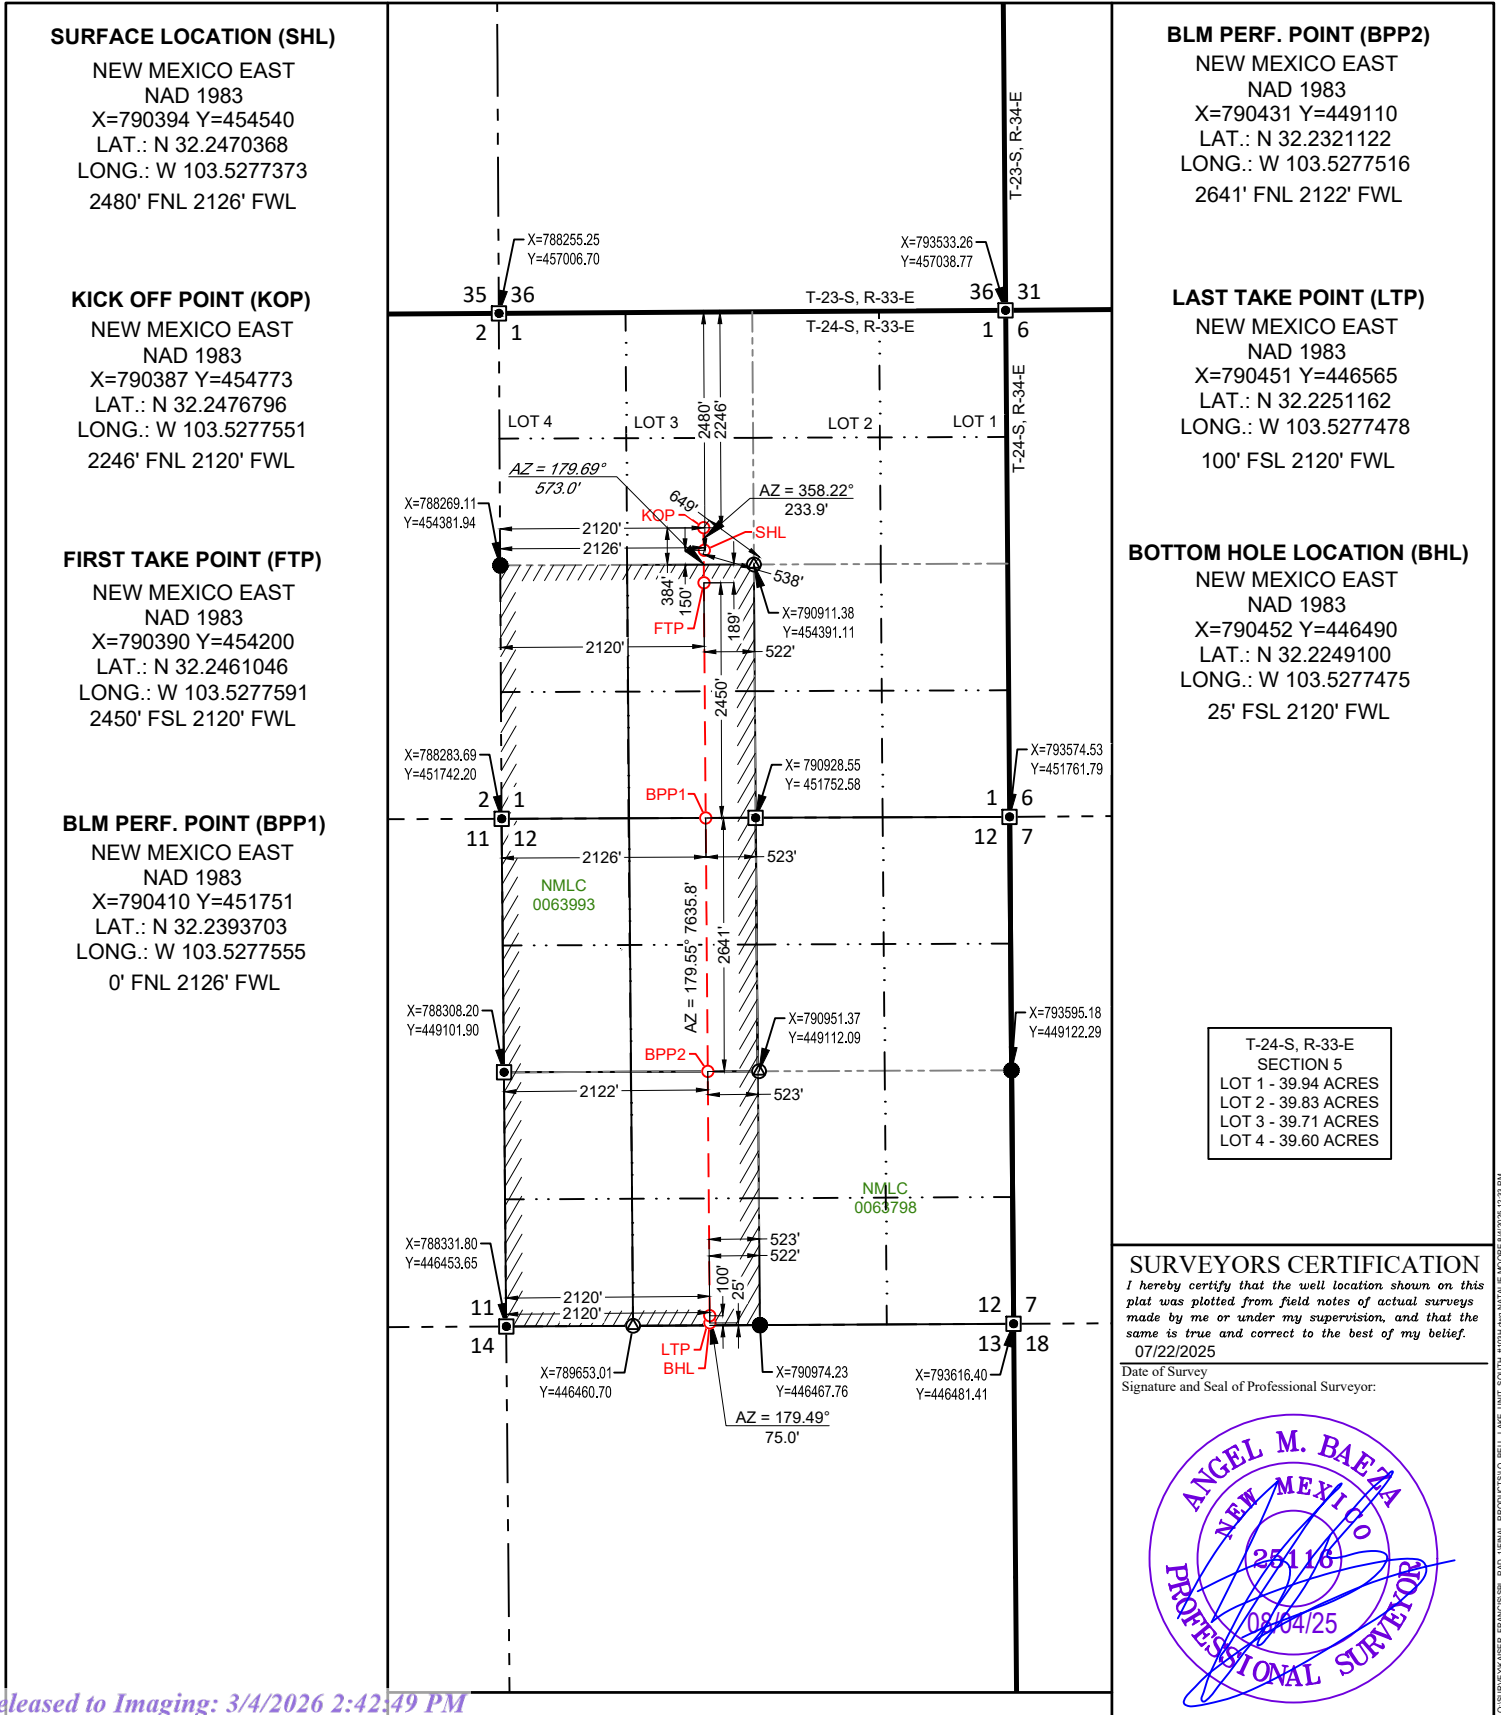 SURFACE LOCATION (SHL)
NEW MEXICO EAST
NAD 1983
X=790394 Y=454540
LAT.: N 32.2470368
LONG.: W 103.5277373
2480' FNL 2126' FWL
KICK OFF POINT (KOP)
NEW MEXICO EAST
NAD 1983
X=790387 Y=454773
LAT.: N 32.2476796
LONG.: W 103.5277551
2246' FNL 2120' FWL
FIRST TAKE POINT (FTP)
NEW MEXICO EAST
NAD 1983
X=790390 Y=454200
LAT.: N 32.2461046
LONG.: W 103.5277591
2450' FSL 2120' FWL
BLM PERF. POINT (BPP1)
NEW MEXICO EAST
NAD 1983
X=790410 Y=451751
LAT.: N 32.2393703
LONG.: W 103.5277555
0' FNL 2126' FWL
T-23-S, R-34-E
X=788255.25
Y=457006.70
X=793533.26
Y=457038.77
35 36
T-23-S, R-33-E
36 31
2 1
T-24-S, R-33-E
1 6
T-24-S, R-34-E
LOT 4
LOT 3
2480'
2246'
LOT 2
LOT 1
AZ = 179.69°
573.0'
649'
AZ = 358.22°
233.9'
X=788269.11
Y=454381.94
KOP
2120'
SHL
2126'
538'
384'
150'
189'
X=790911.38
Y=454391.11
FTP
2120'
522'
2450'
X=788283.69
Y=451742.20
X= 790928.55
Y= 451752.58
X=793574.53
Y=451761.79
BPP1
2 1
1 6
11 12
12 7
2126'
523'
NMLC
0063993
AZ = 179.55° 7635.8'
2641'
X=788308.20
Y=449101.90
X=790951.37
Y=449112.09
X=793595.18
Y=449122.29
BPP2
2122'
523'
NMLC
0063798
X=788331.80
Y=446453.65
523'
522'
100'
25'
2120'
2120'
11
12 7
14
13 18
LTP
BHL
X=789653.01
Y=446460.70
X=790974.23
Y=446467.76
X=793616.40
Y=446481.41
AZ = 179.49°
75.0'
BLM PERF. POINT (BPP2)
NEW MEXICO EAST
NAD 1983
X=790431 Y=449110
LAT.: N 32.2321122
LONG.: W 103.5277516
2641' FNL 2122' FWL
LAST TAKE POINT (LTP)
NEW MEXICO EAST
NAD 1983
X=790451 Y=446565
LAT.: N 32.2251162
LONG.: W 103.5277478
100' FSL 2120' FWL
BOTTOM HOLE LOCATION (BHL)
NEW MEXICO EAST
NAD 1983
X=790452 Y=446490
LAT.: N 32.2249100
LONG.: W 103.5277475
25' FSL 2120' FWL
T-24-S, R-33-E
SECTION 5
LOT 1 - 39.94 ACRES
LOT 2 - 39.83 ACRES
LOT 3 - 39.71 ACRES
LOT 4 - 39.60 ACRES
SURVEYORS CERTIFICATION
I hereby certify that the well location shown on this
plat was plotted from field notes of actual surveys
made by me or under my supervision, and that the
same is true and correct to the best of my belief.
07/22/2025
Date of Survey
Signature and Seal of Professional Surveyor:
ANGEL M. BAEZA
NEW MEXICO
25116
08/04/25
PROFESSIONAL SURVEYOR
eleased to Imaging: 3/4/2026 2:42:49 PM